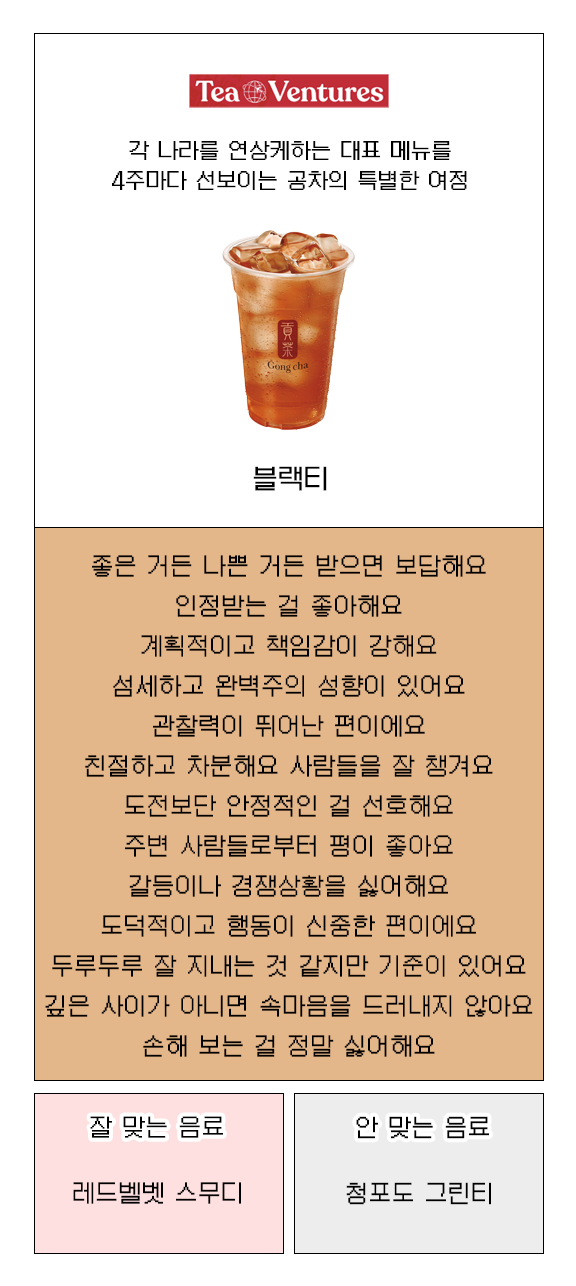 Tea Ventures
각 나라를 연상케하는 대표 메뉴를
4주마다 선보이는 공차의 특별한 여정
貢茶
Gong cha
블랙티
좋은 거든 나쁜 거든 받으면 보답해요
인정받는 걸 좋아해요
계획적이고 책임감이 강해요
섬세하고 완벽주의 성향이 있어요
관찰력이 뛰어난 편이에요
친절하고 차분해요 사람들을 잘 챙겨요
도전보단 안정적인 걸 선호해요
주변 사람들로부터 평이 좋아요
갈등이나 경쟁상황을 싫어해요
도덕적이고 행동이 신중한 편이에요
두루두루 잘 지내는 것 같지만 기준이 있어요
깊은 사이가 아니면 속마음을 드러내지 않아요
손해 보는 걸 정말 싫어해요
잘 맞는 음료
레드벨벳 스무디
안 맞는 음료
청포도 그린티